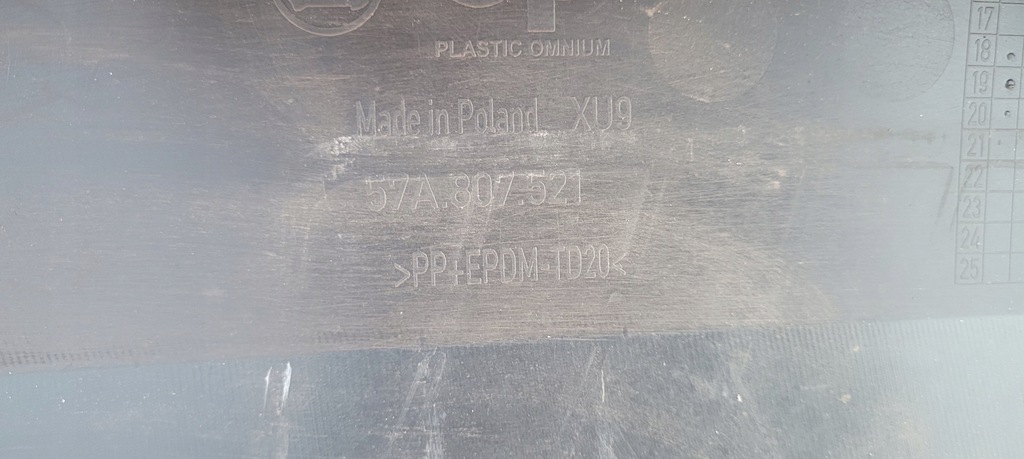 PLASTIC OMNIUM
Made in Poland XU9
57A.807.521
>PP+EPDM-TD20<
17
18
19
20
21
22
23
24
25